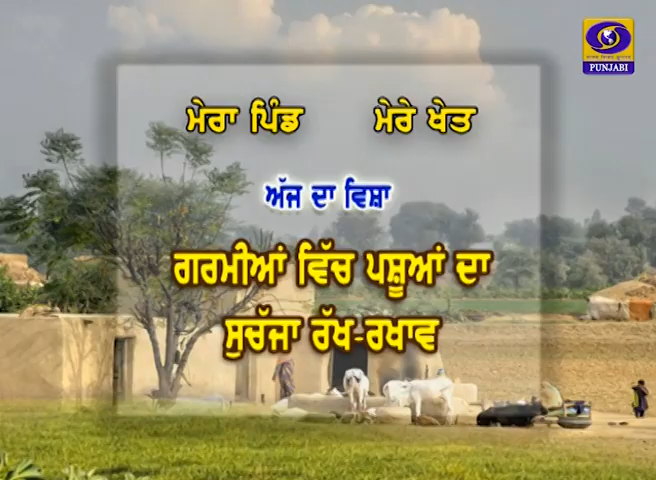 PUNJABI
ਮੇਰਾ ਪਿੰਡ ਮੇਰੇ ਖੇਤ
ਅੱਜ ਦਾ ਵਿਸ਼ਾ
ਗਰਮੀਆਂ ਵਿੱਚ ਪਸ਼ੂਆਂ ਦਾ
ਸੁਚੱਜਾ ਰੱਖ-ਰਖਾਵ